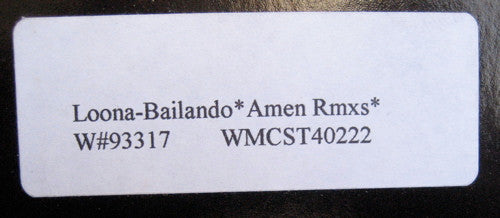 Loona-Bailando*Amen Rmxs*
W#93317 WMCST40222